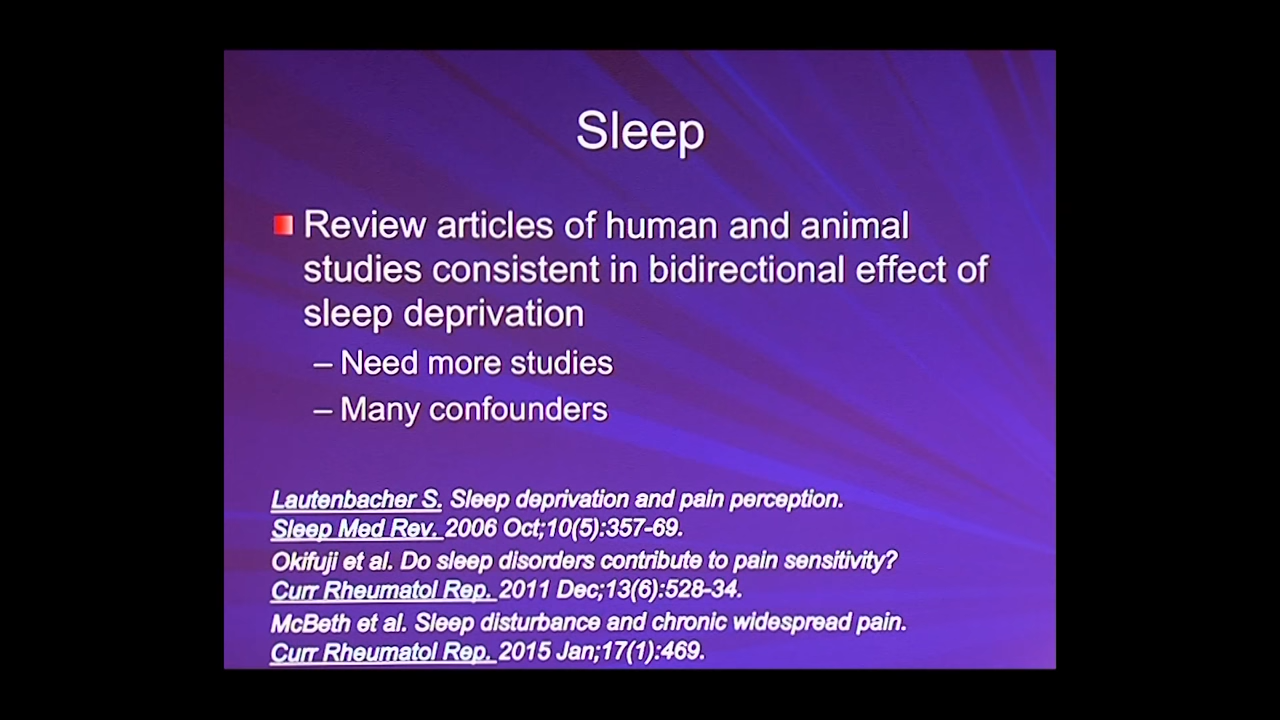 Sleep
Review articles of human and animal
studies consistent in bidirectional effect of
sleep deprivation
– Need more studies
– Many confounders
Lautenbacher S. Sleep deprivation and pain perception.
Sleep Med Rev. 2006 Oct;10(5):357-69.
Okifuji et al. Do sleep disorders contribute to pain sensitivity?
Curr Rheumatol Rep. 2011 Dec;13(6):528-34.
McBeth et al. Sleep disturbance and chronic widespread pain.
Curr Rheumatol Rep. 2015 Jan;17(1):469.